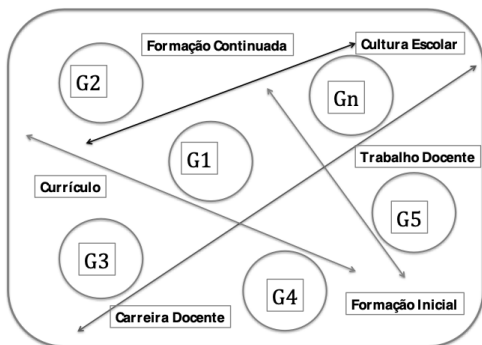 Formação Continuada
Cultura Escolar
G2
Gn
G1
Trabalho Docente
Currículo
G5
G3
G4
Formação Inicial
Carreira Docente